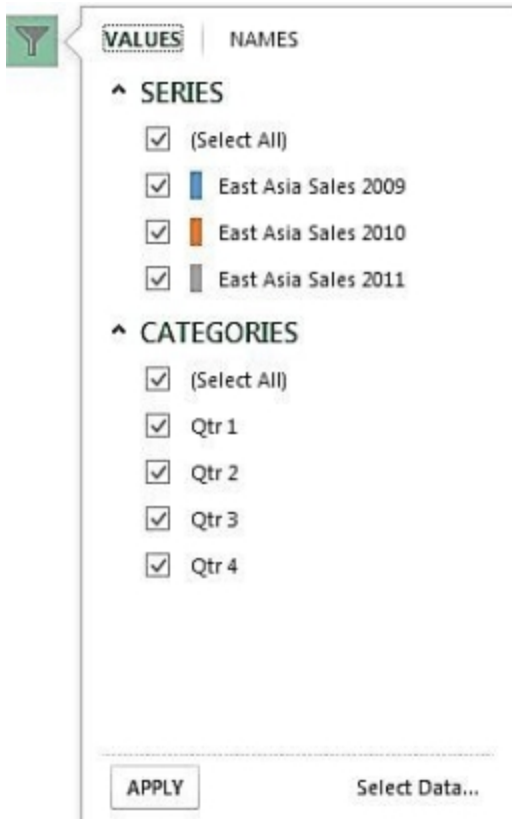 VALUES NAMES
SERIES
(Select All)
East Asia Sales 2009
East Asia Sales 2010
East Asia Sales 2011
CATEGORIES
(Select All)
Qtr 1
Qtr 2
Qtr 3
Qtr 4
APPLY Select Data...